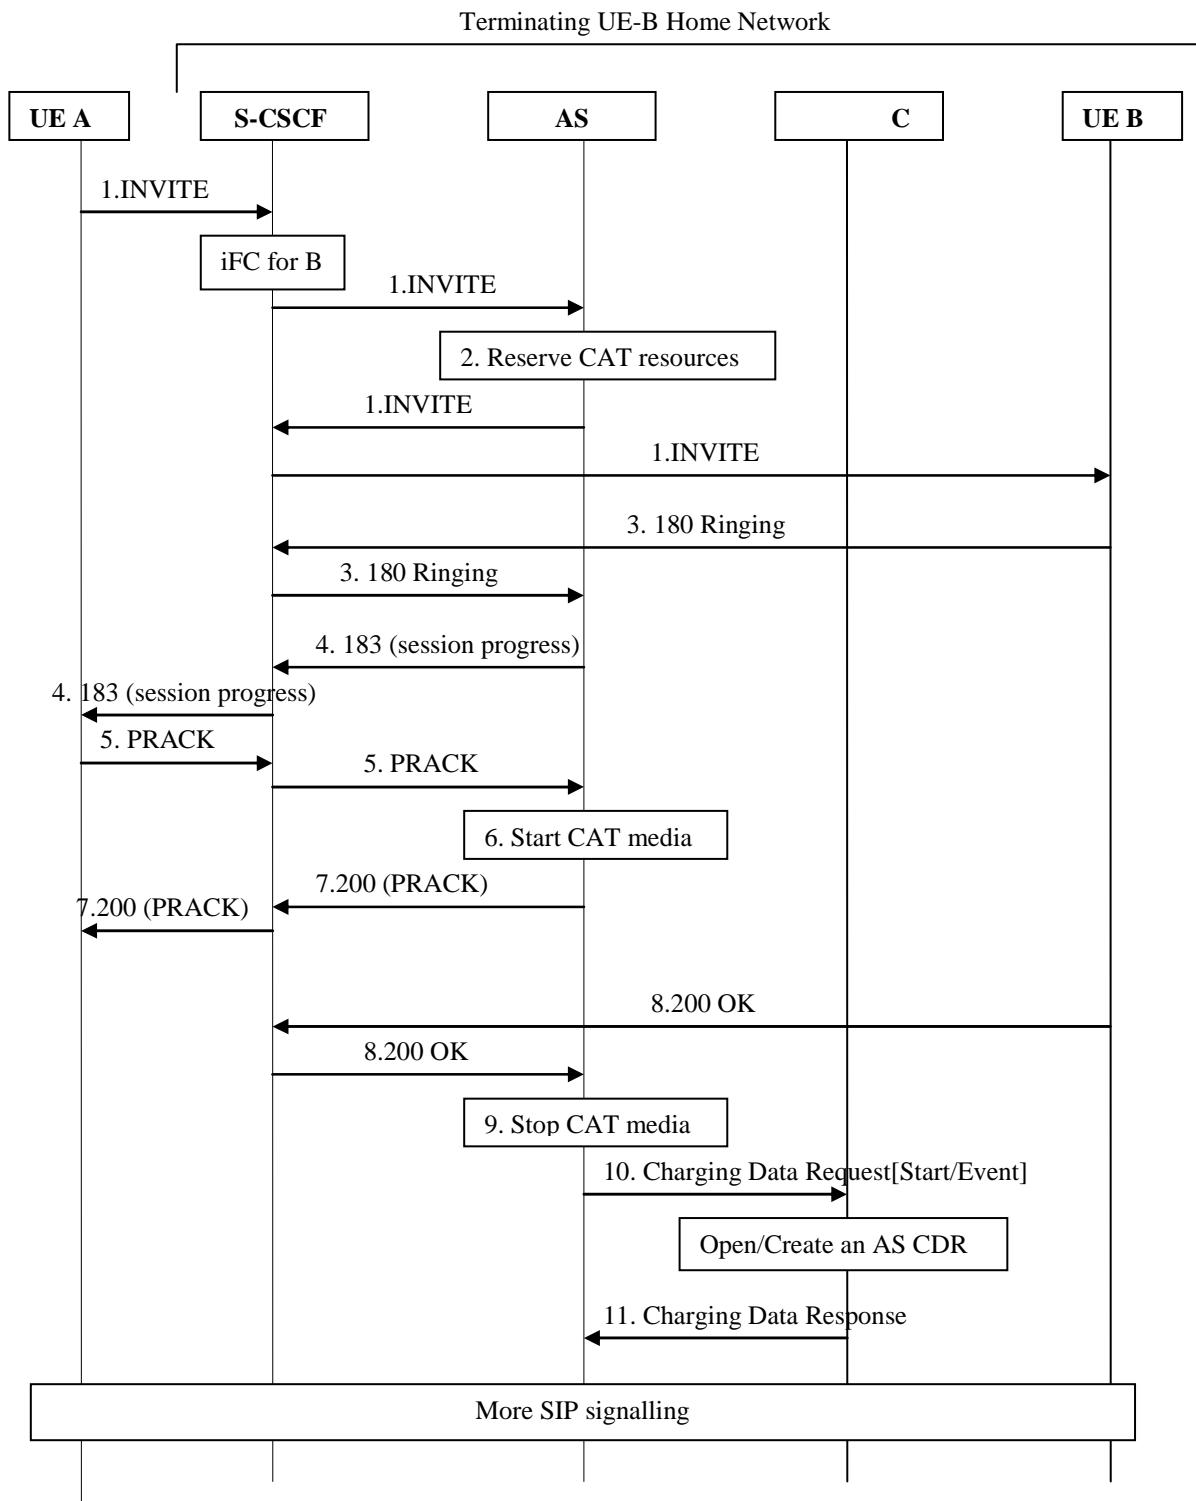 Terminating UE-B Home Network
UE A
S-CSCF
AS
C
UE B
1.INVITE
iFC for B
1.INVITE
2. Reserve CAT resources
1.INVITE
1.INVITE
3. 180 Ringing
3. 180 Ringing
4. 183 (session progress)
4. 183 (session progress)
5. PRACK
5. PRACK
6. Start CAT media
7.200 (PRACK)
7.200 (PRACK)
8.200 OK
8.200 OK
9. Stop CAT media
10. Charging Data Request[Start/Event]
Open/Create an AS CDR
11. Charging Data Response
More SIP signalling